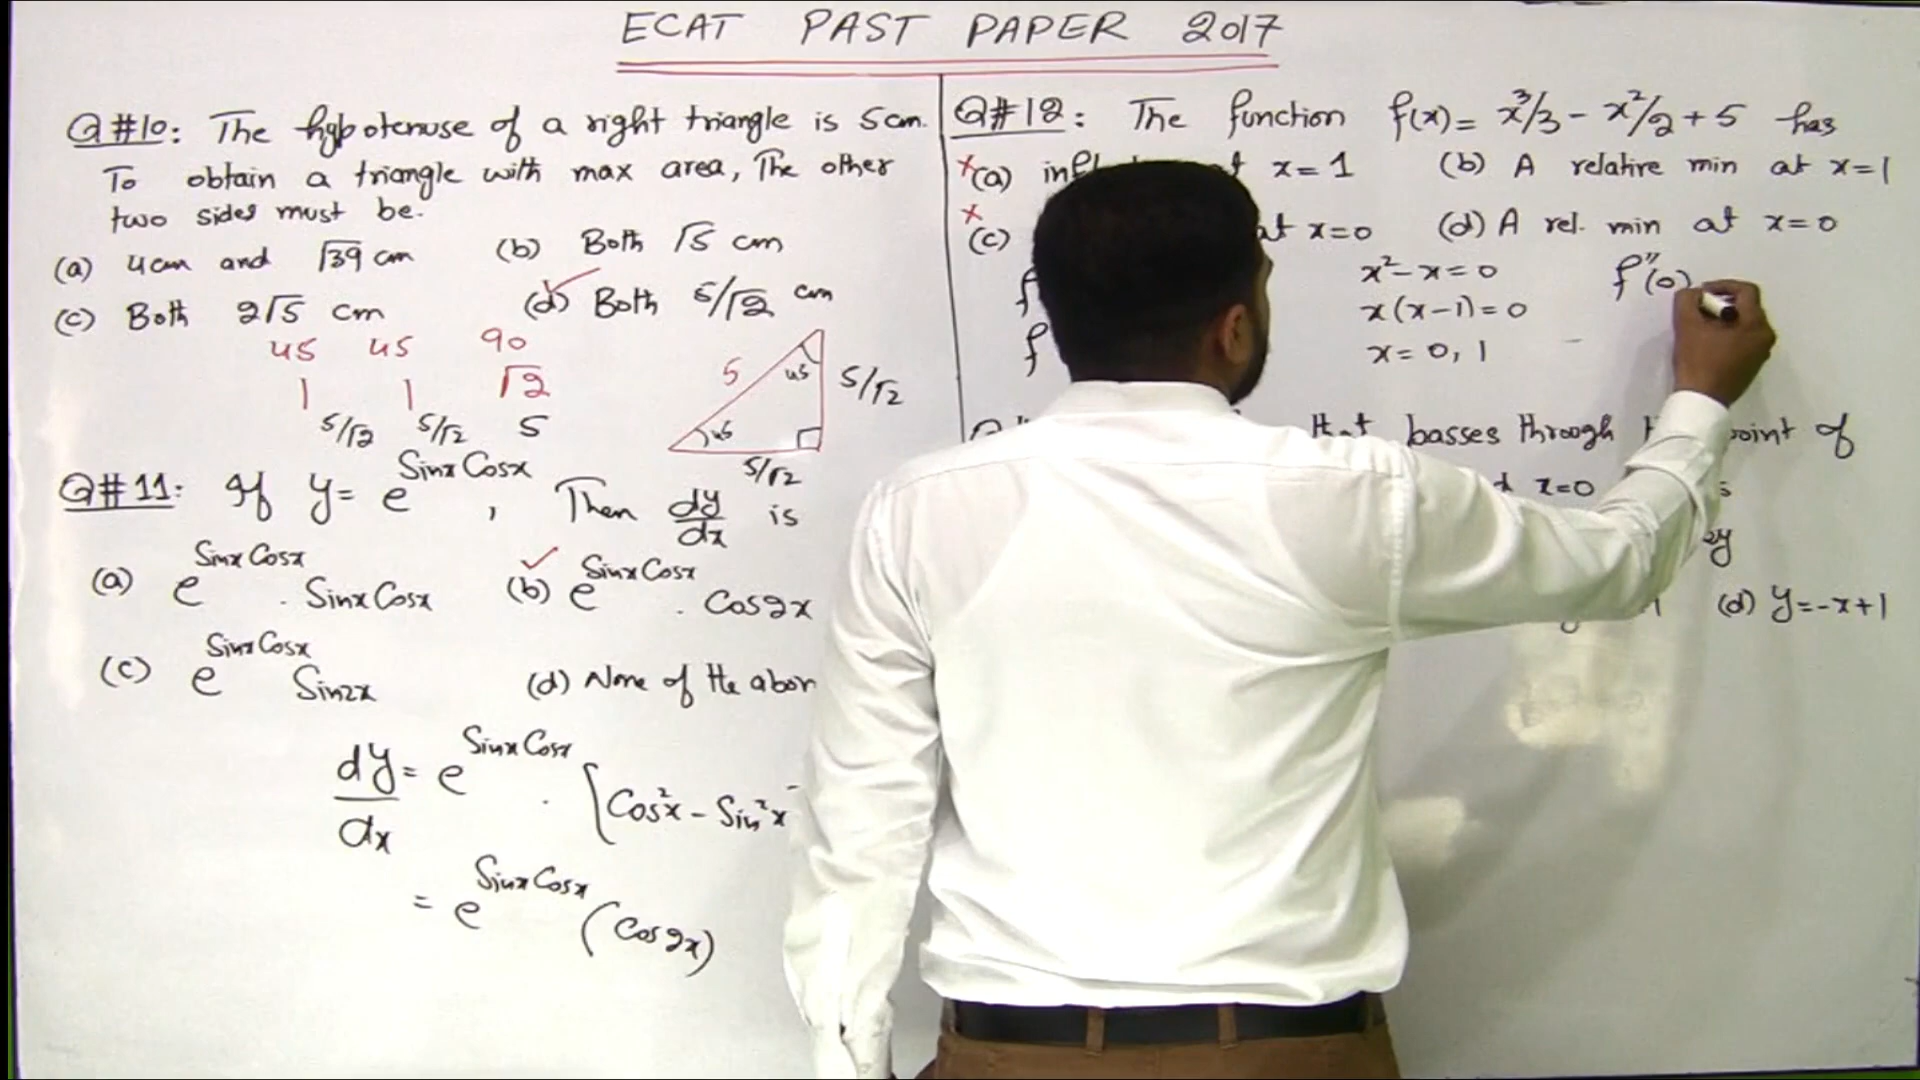 ECAT PAST PAPER 2017
Q#10: The hypotenuse of a right triangle is 5cm.
To obtain a triangle with max area, The other
two sides must be.
(a) 4cm and √39 cm
(b) Both √5 cm
(c) Both 2√5 cm
(d) Both 5/√2 cm
45 45 90
1 1 √2
5/√2 5/√2 5
5
45
5/√2
45
5/√2
Q#11: If y= e^SinxCosx, Then dy/dx is
(a) e^SinxCosx . SinxCosx
(b) e^SinxCosx . Cos2x
(c) e^SinxCosx Sin2x
(d) None of the abov
dy/dx = e^SinxCosx . (Cos²x - Sin²x
= e^SinxCosx (Cos2x)
Q#12: The function f(x)= x³/3 - x²/2 + 5 has
×(a) x=1
(b) A relative min at x=1
×(c) at x=0
(d) A rel. min at x=0
f
x²-x=0
f''(0)
x(x-1)=0
f
x= 0, 1
that basses through point of
x=0
2y
(d) y=-x+1